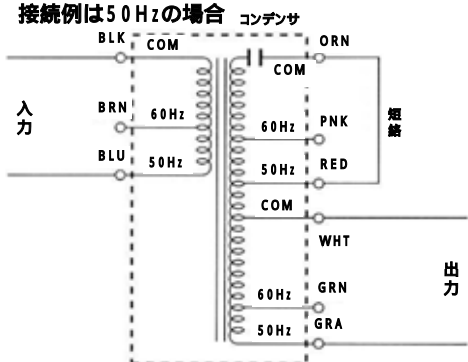 接続例は50Hzの場合
コンデンサ
BLK
COM
ORN
COM
入力
BRN
60Hz
60Hz
PNK
短絡
BLU
50Hz
50Hz
RED
COM
WHT
出力
60Hz
GRN
50Hz
GRA